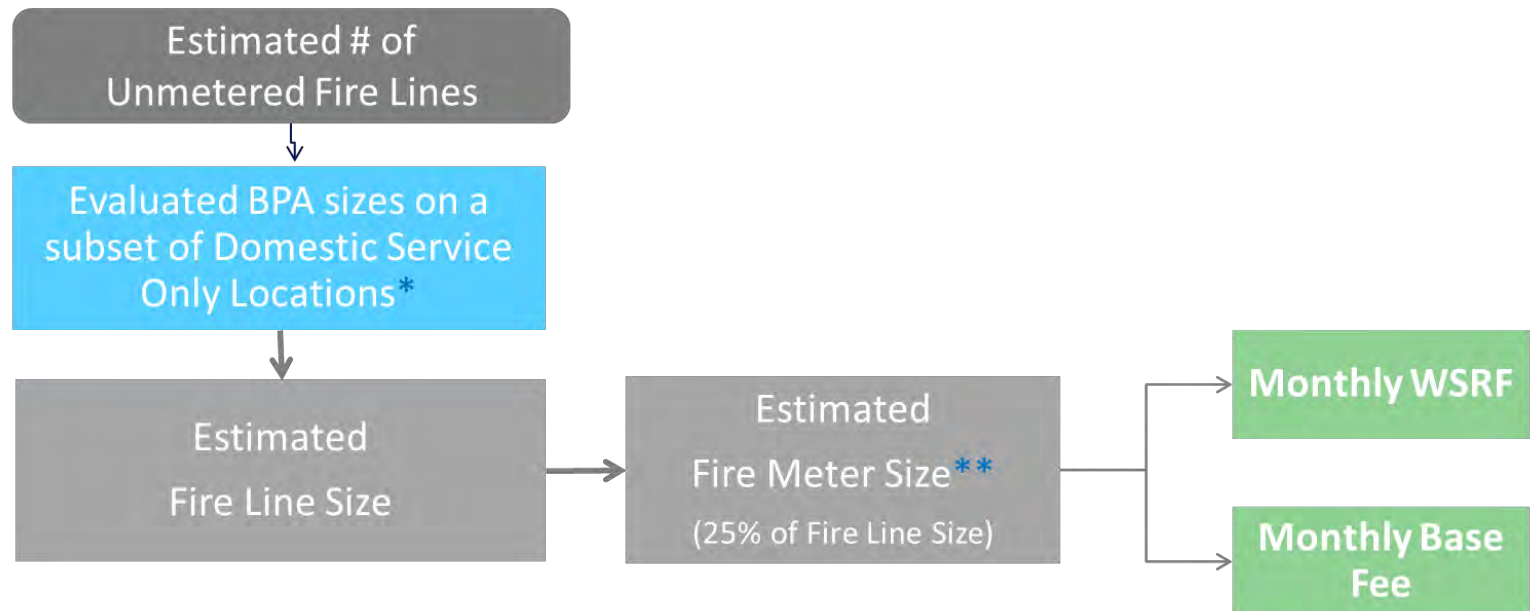 Estimated # of
Unmetered Fire Lines
Evaluated BPA sizes on a
subset of Domestic Service
Only Locations*
Estimated
Fire Line Size
Estimated
Fire Meter Size**
(25% of Fire Line Size)
Monthly WSRF
Monthly Base
Fee